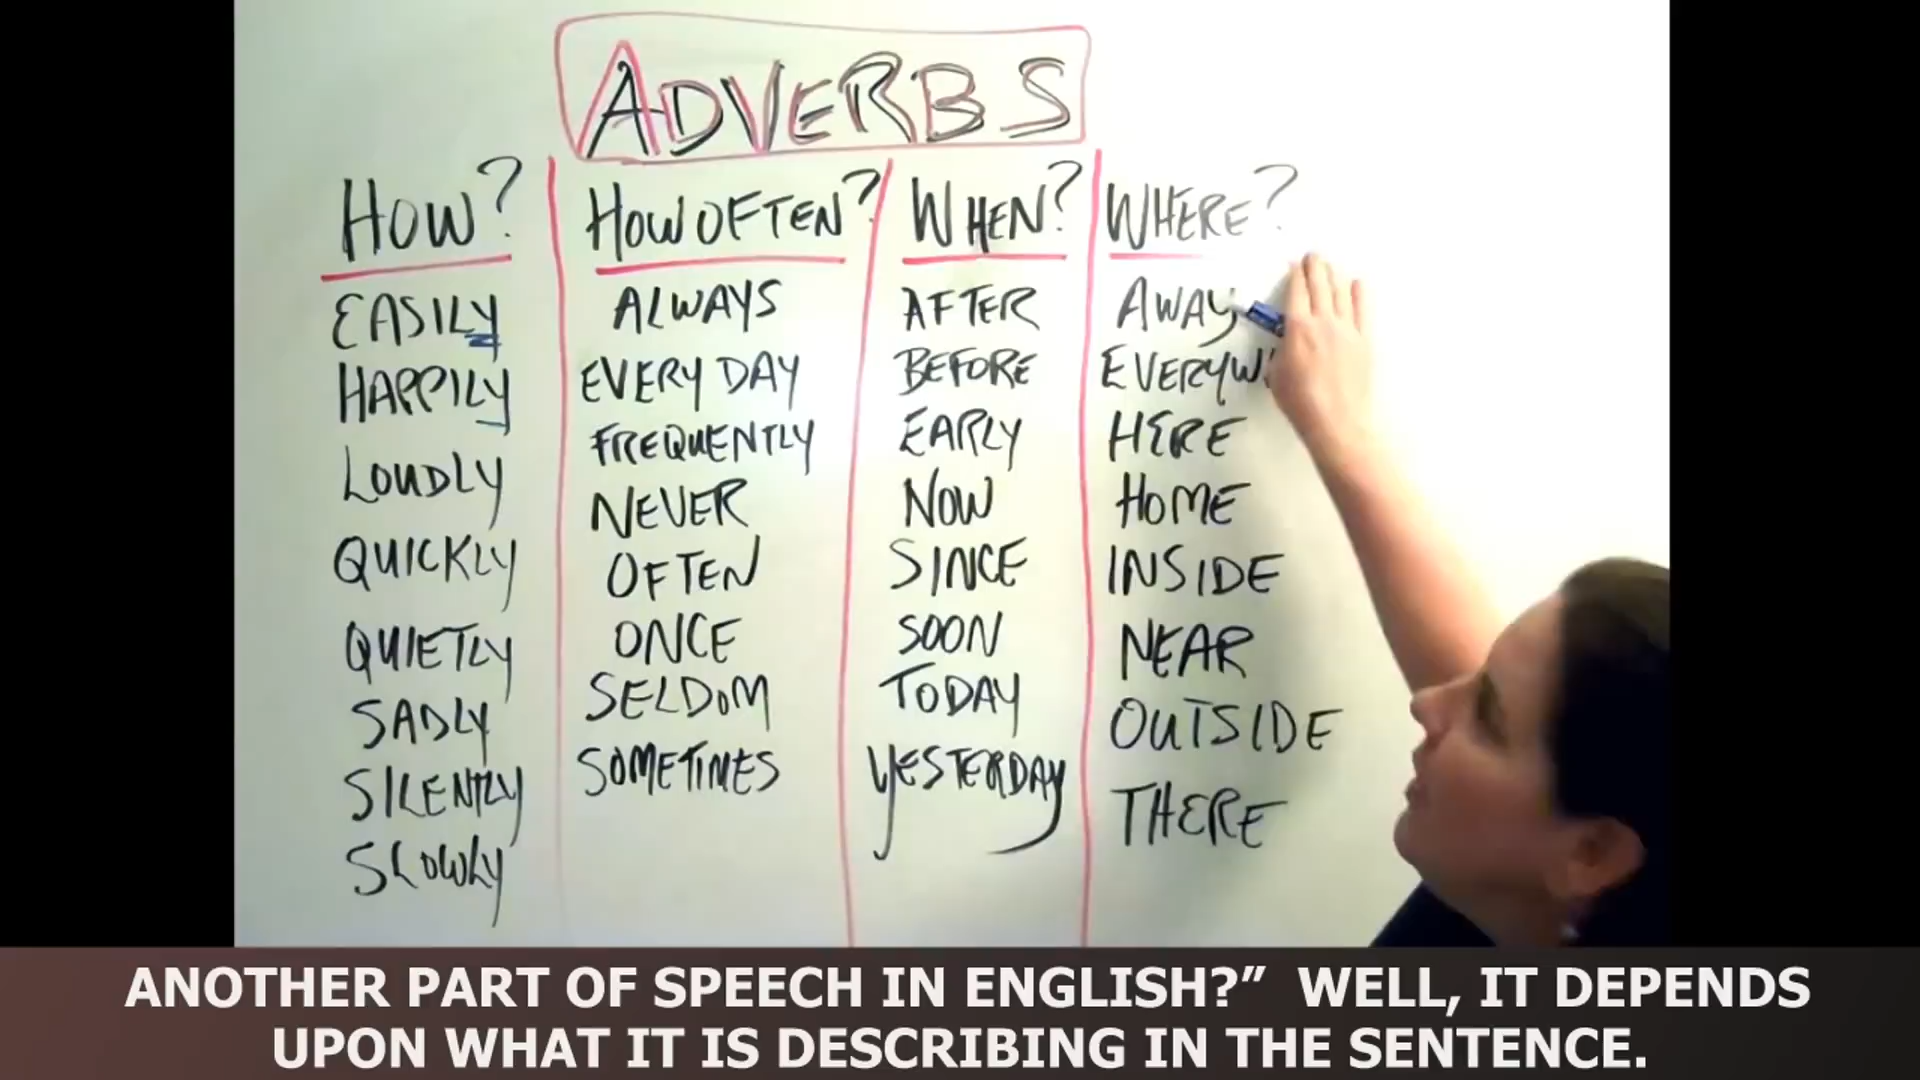 ADVERBS
HOW?
EASILY
HAPPILY
LOUDLY
QUICKLY
QUIETLY
SADLY
SILENTLY
SLOWLY
HOW OFTEN?
ALWAYS
EVERY DAY
FREQUENTLY
NEVER
OFTEN
ONCE
SELDOM
SOMETIMES
WHEN?
AFTER
BEFORE
EARLY
NOW
SINCE
SOON
TODAY
YESTERDAY
WHERE?
AWAY
HERE
HOME
INSIDE
NEAR
OUTSIDE
THERE
ANOTHER PART OF SPEECH IN ENGLISH?” WELL, IT DEPENDS
UPON WHAT IT IS DESCRIBING IN THE SENTENCE.